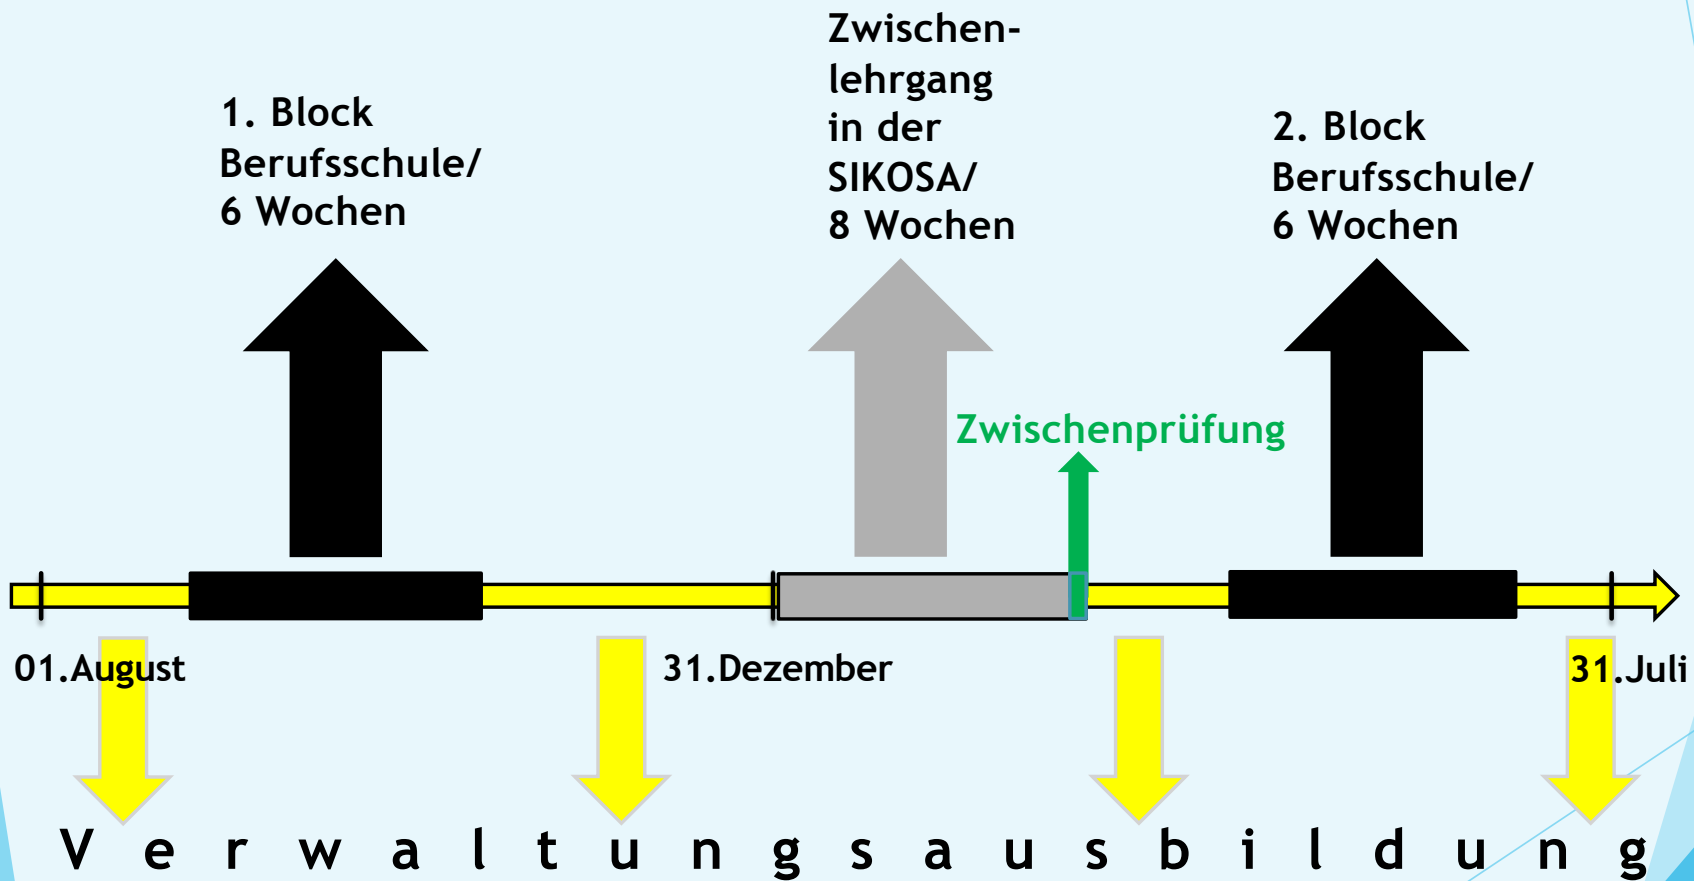 1. Block
Berufsschule/
6 Wochen
Zwischen-
lehrgang
in der
SIKOSA/
8 Wochen
2. Block
Berufsschule/
6 Wochen
Zwischenprüfung
01.August
31.Dezember
31.Juli
V e r w a l t u n g s a u s b i l d u n g